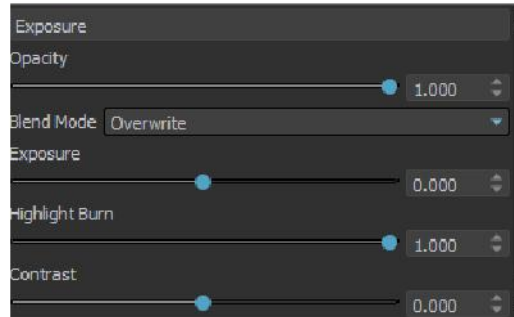 Exposure
Opacity
1.000
Blend Mode Overwrite
Exposure
0.000
Highlight Burn
1.000
Contrast
0.000